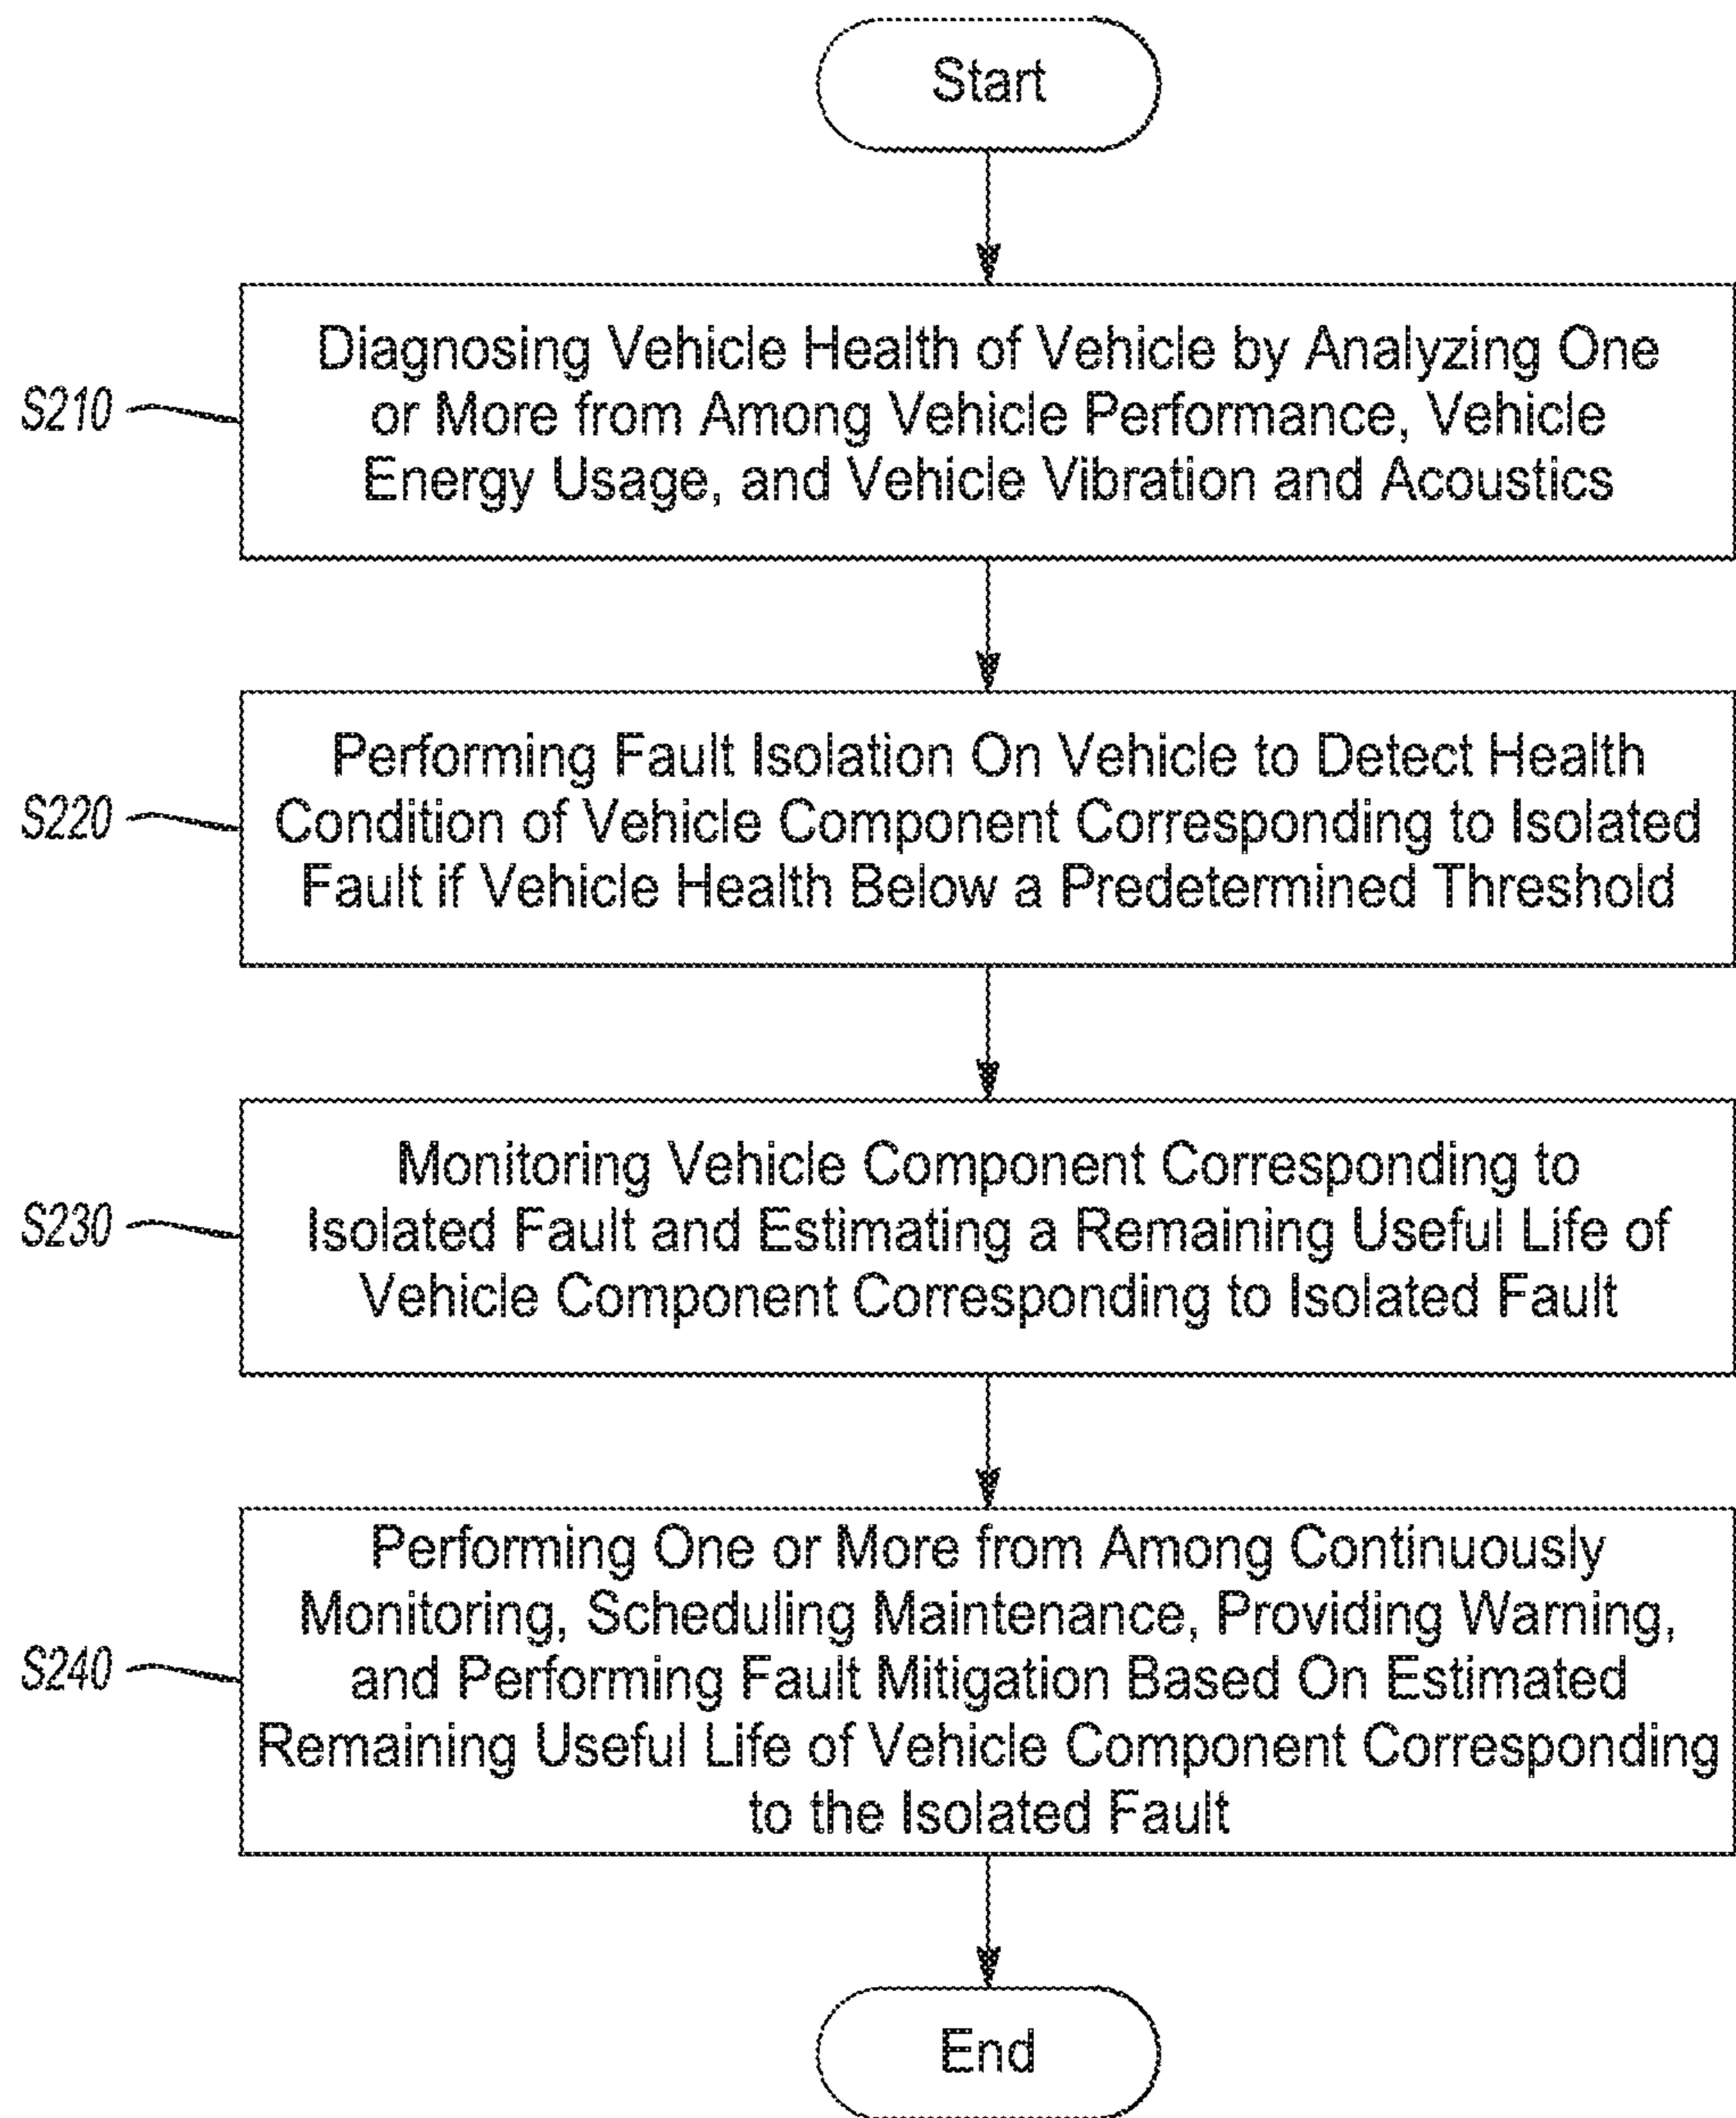 Start
Diagnosing Vehicle Health of Vehicle by Analyzing One
or More from Among Vehicle Performance, Vehicle
Energy Usage, and Vehicle Vibration and Acoustics
S210
Performing Fault Isolation On Vehicle to Detect Health
Condition of Vehicle Component Corresponding to Isolated
Fault if Vehicle Health Below a Predetermined Threshold
S220
Monitoring Vehicle Component Corresponding to
Isolated Fault and Estimating a Remaining Useful Life of
Vehicle Component Corresponding to Isolated Fault
S230
Performing One or More from Among Continuously
Monitoring, Scheduling Maintenance, Providing Warning,
and Performing Fault Mitigation Based On Estimated
Remaining Useful Life of Vehicle Component Corresponding
to the Isolated Fault
S240
End